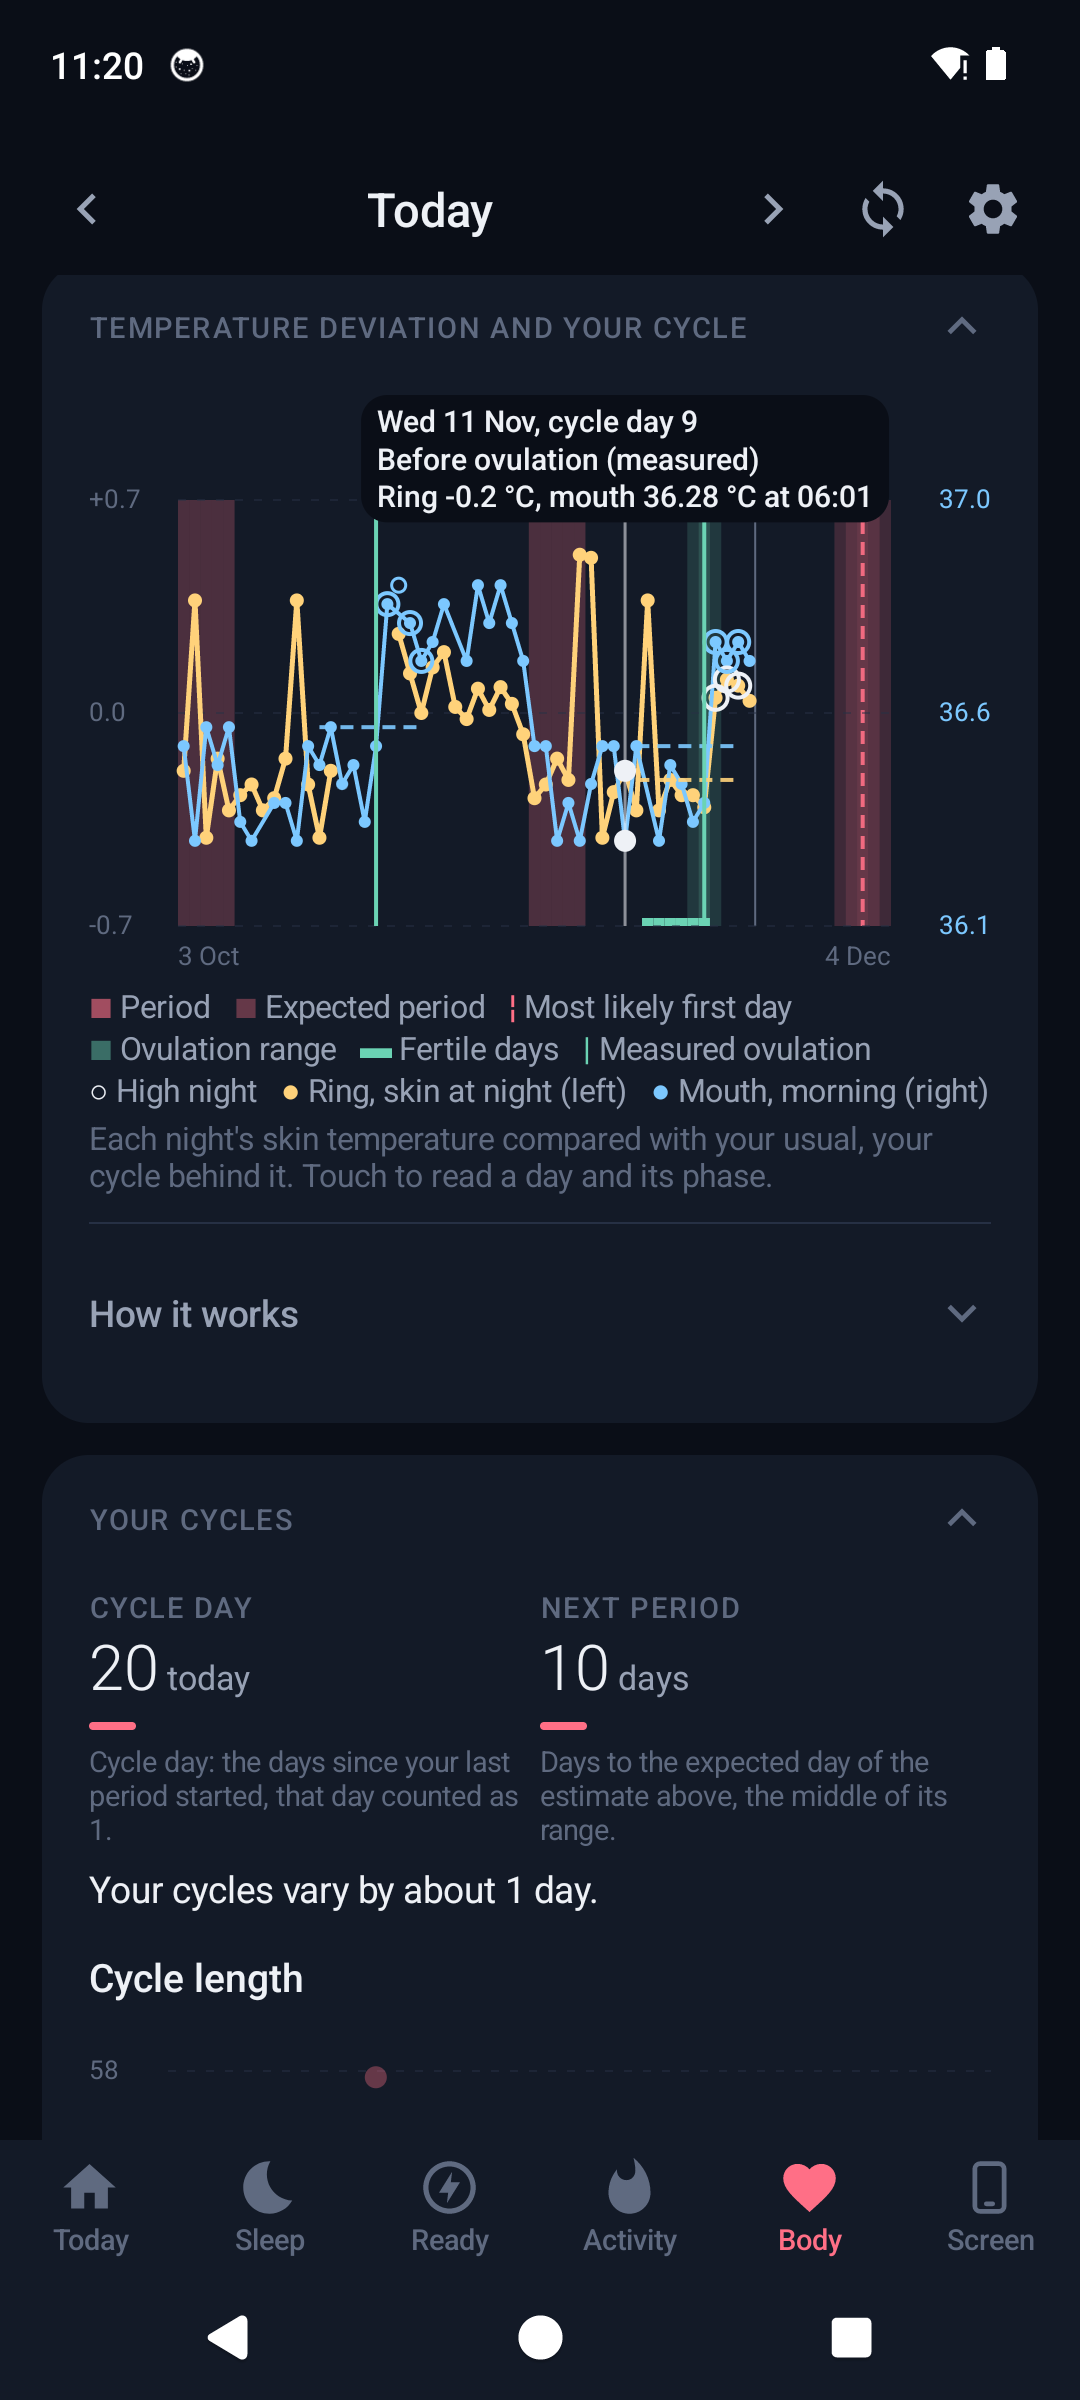 11:20
Today
TEMPERATURE DEVIATION AND YOUR CYCLE
Wed 11 Nov, cycle day 9
Before ovulation (measured)
Ring -0.2 °C, mouth 36.28 °C at 06:01
+0.7
37.0
0.0
36.6
-0.7
36.1
3 Oct
4 Dec
Period
Expected period
Most likely first day
Ovulation range
Fertile days
Measured ovulation
High night
Ring, skin at night (left)
Mouth, morning (right)
Each night's skin temperature compared with your usual, your
cycle behind it. Touch to read a day and its phase.
How it works
YOUR CYCLES
CYCLE DAY
NEXT PERIOD
20 today
10 days
Cycle day: the days since your last
period started, that day counted as
1.
Days to the expected day of the
estimate above, the middle of its
range.
Your cycles vary by about 1 day.
Cycle length
58
Today
Sleep
Ready
Activity
Body
Screen